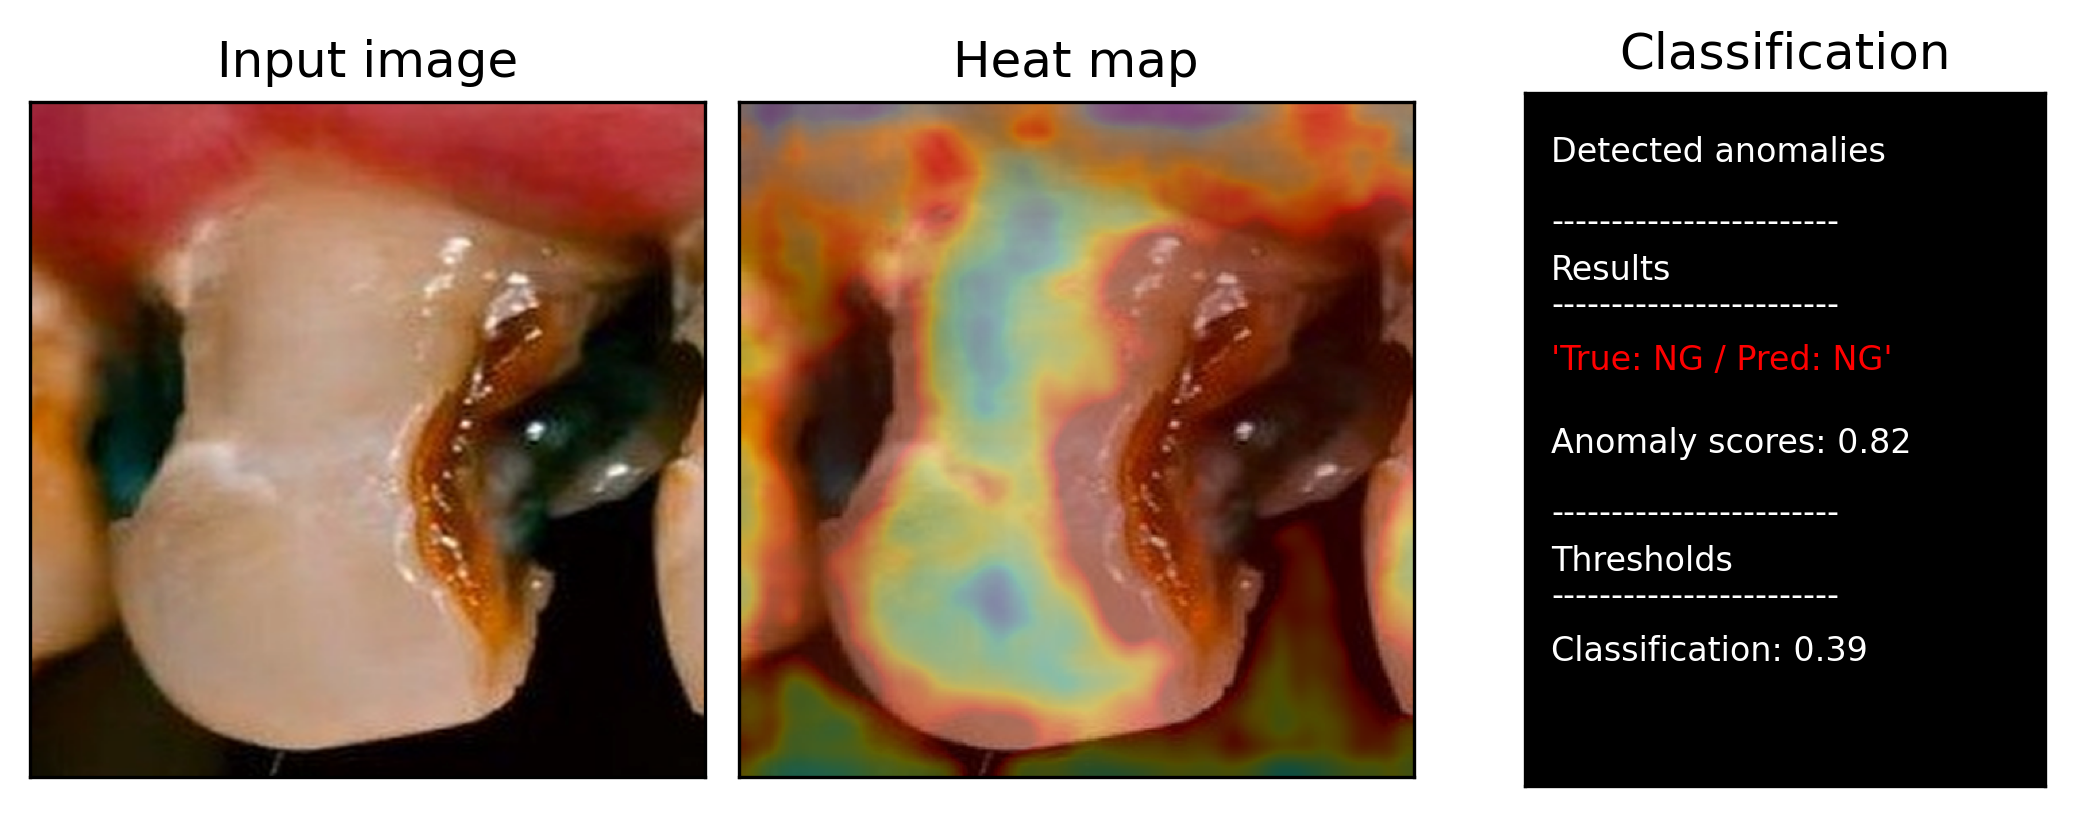 Input image
Heat map
Classification
Detected anomalies
------------------------
Results
------------------------
'True: NG / Pred: NG'
Anomaly scores: 0.82
------------------------
Thresholds
------------------------
Classification: 0.39